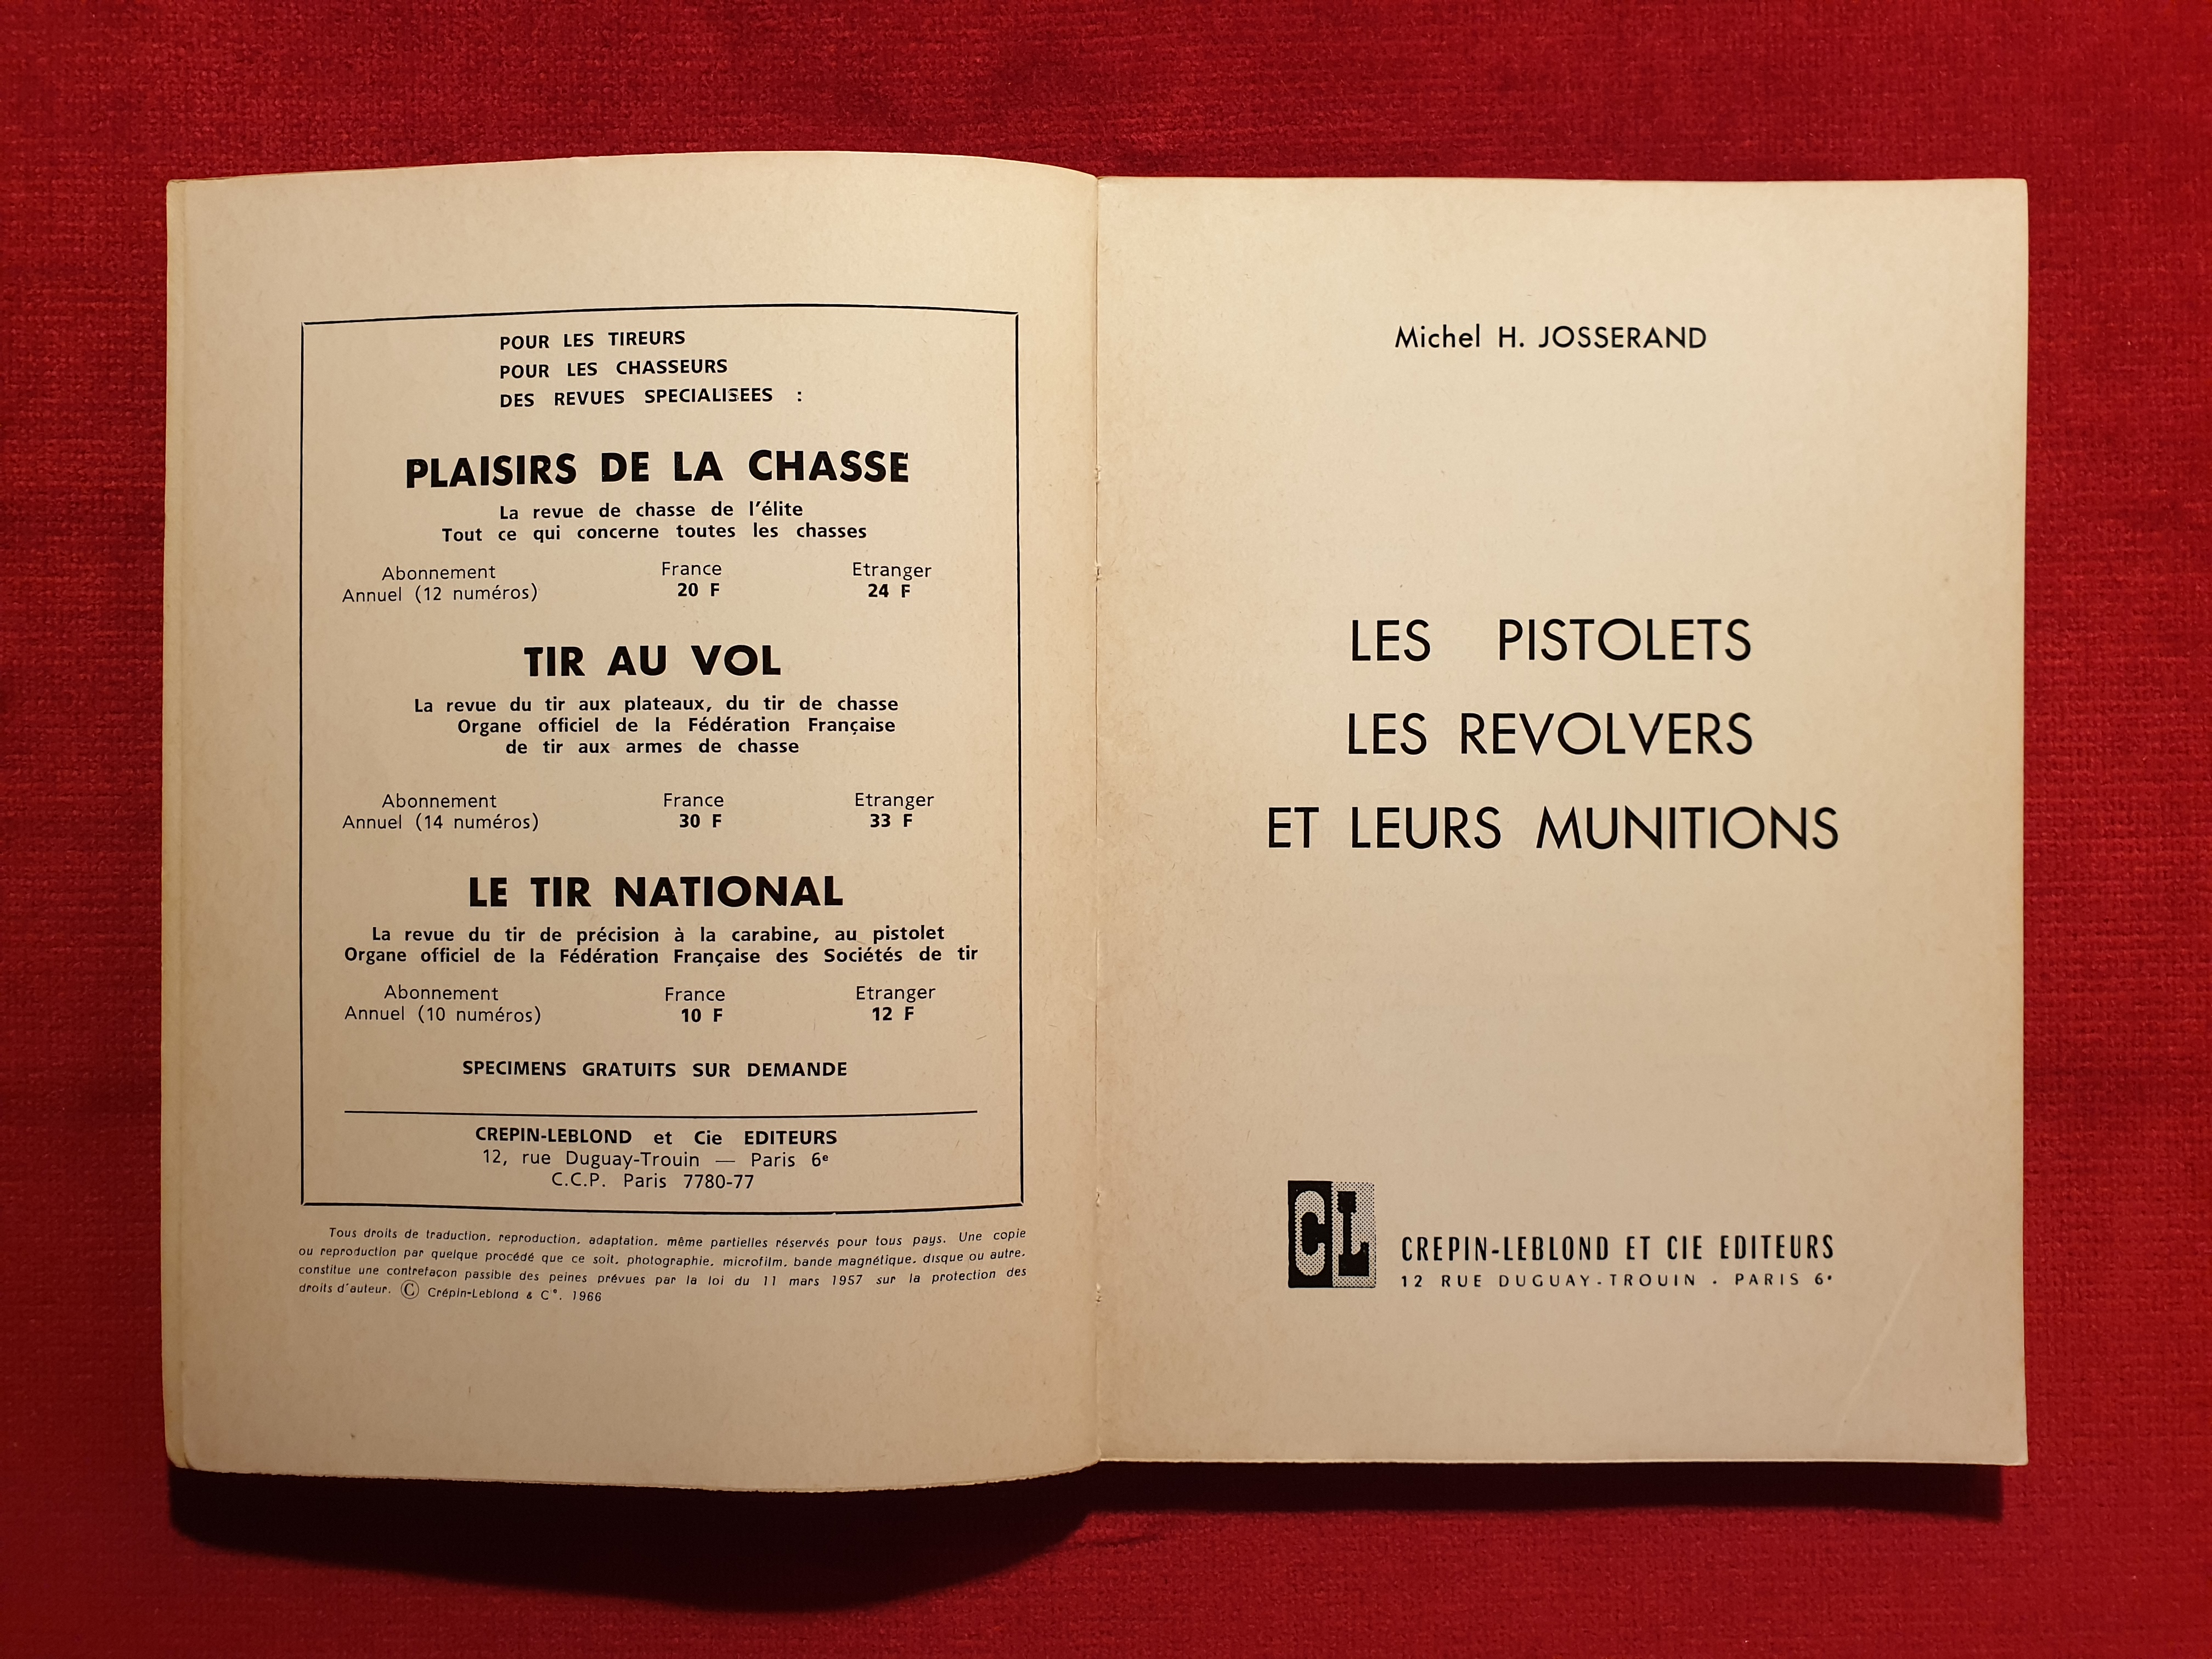 POUR LES TIREURS
POUR LES CHASSEURS
DES REVUES SPECIALISEES :
PLAISIRS DE LA CHASSE
La revue de chasse de l'élite
Tout ce qui concerne toutes les chasses
Abonnement France Etranger
Annuel (12 numéros) 20 F 24 F
TIR AU VOL
La revue du tir aux plateaux, du tir de chasse
Organe officiel de la Fédération Française
de tir aux armes de chasse
Abonnement France Etranger
Annuel (14 numéros) 30 F 33 F
LE TIR NATIONAL
La revue du tir de précision à la carabine, au pistolet
Organe officiel de la Fédération Française des Sociétés de tir
Abonnement France Etranger
Annuel (10 numéros) 10 F 12 F
SPECIMENS GRATUITS SUR DEMANDE
CREPIN-LEBLOND et Cie EDITEURS
12, rue Duguay-Trouin — Paris 6e
C.C.P. Paris 7780-77
Tous droits de traduction, reproduction, adaptation, même partielles réservés pour tous pays. Une copie
ou reproduction par quelque procédé que ce soit, photographie, microfilm, bande magnétique, disque ou autre,
constitue une contrefaçon passible des peines prévues par la loi du 11 mars 1957 sur la protection des
droits d'auteur. © Crépin-Leblond & C°. 1966
Michel H. JOSSERAND
LES PISTOLETS
LES REVOLVERS
ET LEURS MUNITIONS
CL
CREPIN-LEBLOND ET CIE EDITEURS
12 RUE DUGUAY-TROUIN . PARIS 6e